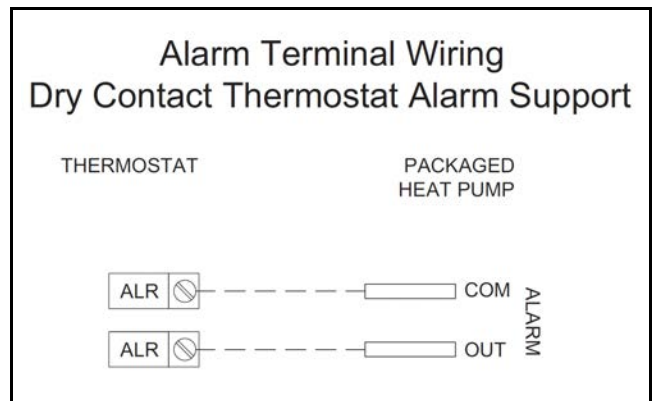 Alarm Terminal Wiring
Dry Contact Thermostat Alarm Support
THERMOSTAT
PACKAGED
HEAT PUMP
ALR
COM
ALR
OUT
ALARM